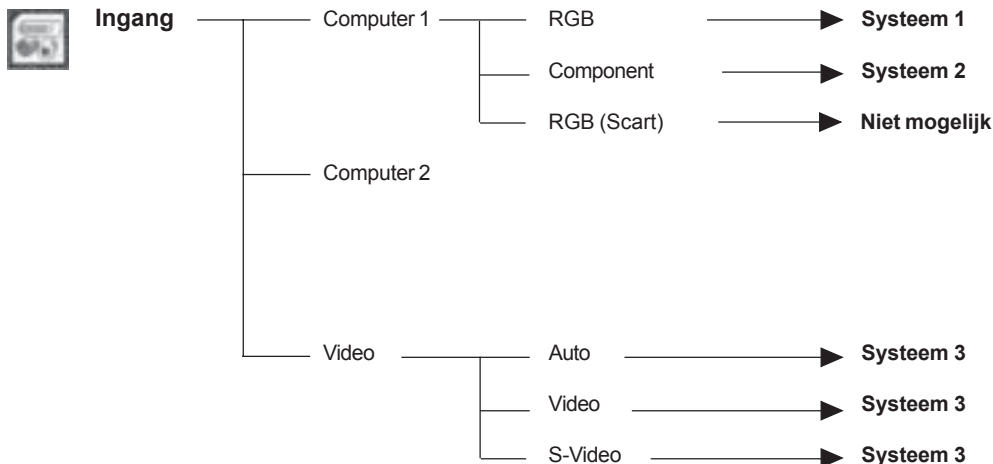 Ingang Computer 1 RGB Systeem 1
Component Systeem 2
RGB (Scart) Niet mogelijk
Computer 2
Video Auto Systeem 3
Video Systeem 3
S-Video Systeem 3